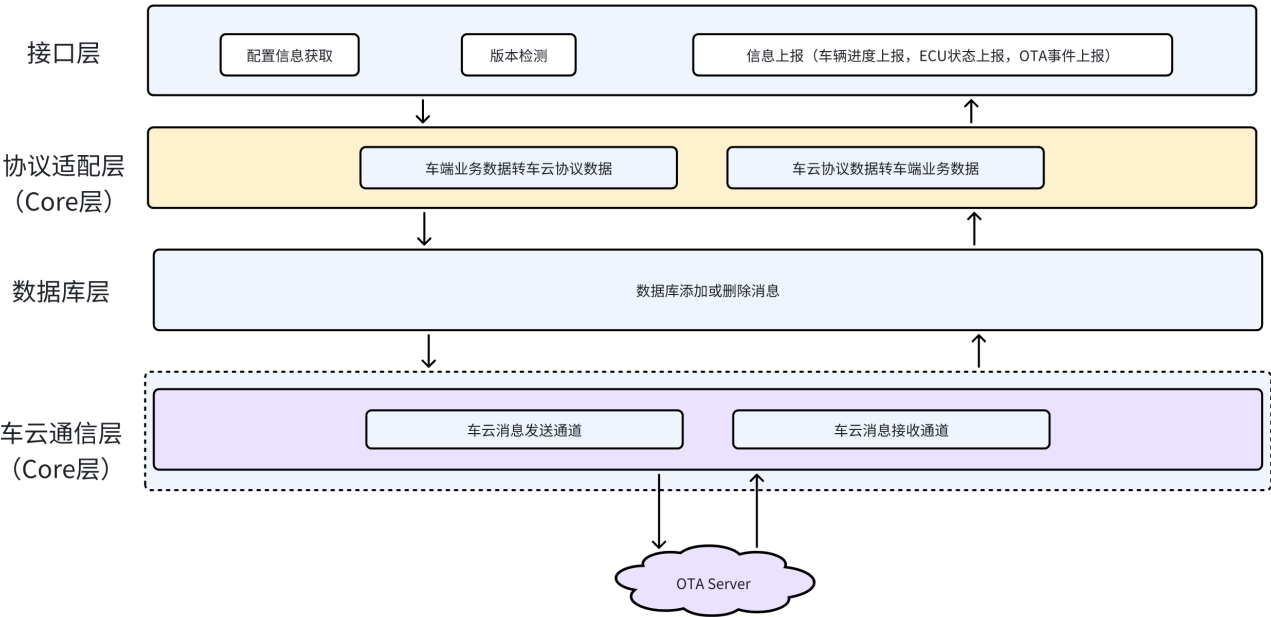 接口层
配置信息获取
版本检测
信息上报（车辆进度上报，ECU状态上报，OTA事件上报）
协议适配层
（Core层）
车端业务数据转车云协议数据
车云协议数据转车端业务数据
数据库层
数据库添加或删除消息
车云通信层
（Core层）
车云消息发送通道
车云消息接收通道
OTA Server